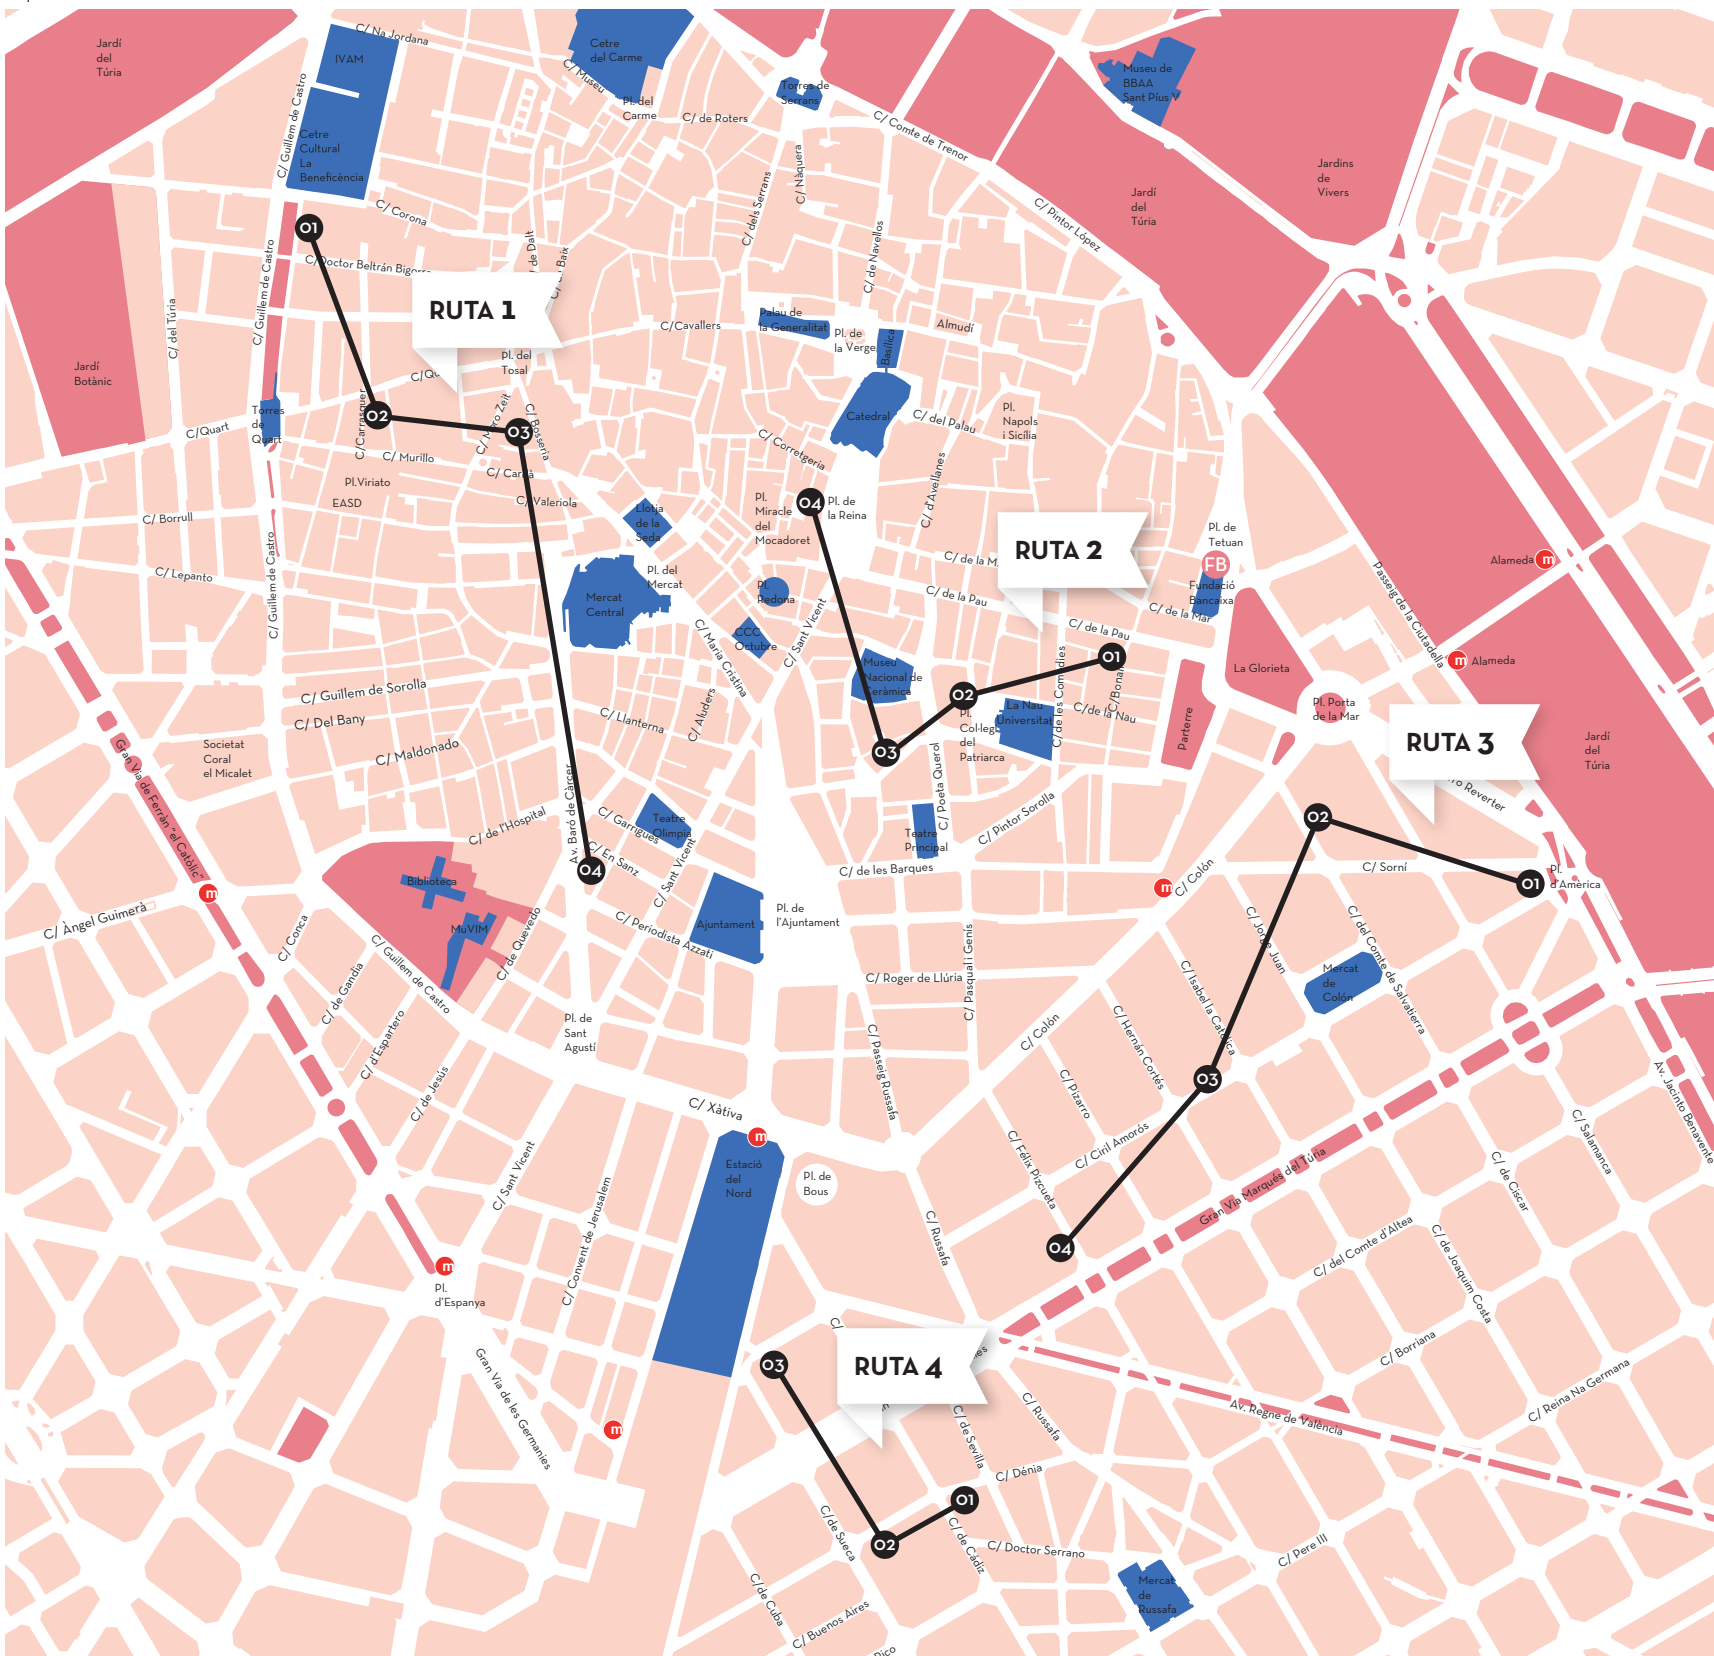 Jardí
del
Túria
C/ Na Jordana
IVAM
Cetre
del Carme
C/ Museu
Pl. del
Carme
Torres de
Serrans
C/ de Roters
C/ Comte de Trenor
Museu de
BBAA
Sant Píus V
Jardins
de
Vivers
Jardí
del
Túria
C/ Guillem de Castro
Cetre
Cultural
La
Beneficència
C/ Corona
C/ dels Serrans
C/ Nàquera
C/ de Navellos
C/ Pintor López
01
C/Doctor Beltrán Bigorra
RUTA 1
C/ Guillem de Castro
C/ del Túria
C/Cavallers
Palau de
la Generalitat
Pl. de
la Verge
Basílica
Almudí
Pl. del
Tosal
Jardí
Botànic
Torres
de
Quart
C/Quart
C/Carrasquer
02
03
C/ Moro Zeit
C/ Bosseria
C/ Murillo
Pl.Viriato
EASD
C/ Valeriola
C/ Borrull
C/ Lepanto
C/ Guillem de Castro
Catedral
C/ del Palau
Pl.
Napols
i Sicília
C/ Corretgeria
C/ d'Avellanes
04
Pl. de
la Reina
Pl.
Miracle
del
Mocadoret
Llotja
de la
Seda
Pl. del
Mercat
Mercat
Central
Pl.
Redona
CCC
Octubre
C/ Sant Vicent
C/ Maria Cristina
RUTA 2
C/ de la M
C/ de la Pau
C/ de la Pau
C/ de la Mar
Pl. de
Tetuan
FB
Fundació
Bancaixa
Passeig de la Ciutadella
Alameda
m
m
Alameda
La Glorieta
Pl. Porta
de la Mar
Parterre
01
02
03
Museu
Nacional de
Ceràmica
La Nau
Universitat
C/ de les Comèdies
C/de la Nau
Pl.
Col·legi
del
Patriarca
C/ Poeta Querol
C/ Pintor Sorolla
Teatre
Principal
C/ de les Barques
C/ Guillem de Sorolla
C/ Del Bany
C/ Maldonado
C/ Llanterna
C/ Aluders
Societat
Coral
el Micalet
Gran Via de Ferràn "el Catòlic"
C/ de l'Hospital
Av. Baró de Càrcer
C/ Garrigues
C/ En Sanz
Teatre
Olimpia
C/ Sant Vicent
04
Biblioteca
MuVIM
C/ de Quevedo
C/ Periodista Azzati
Ajuntament
Pl. de
l'Ajuntament
m
C/ Àngel Guimerà
C/ Conca
C/ de Gandia
C/ Guillem de Castro
C/ d'Espartero
C/ de Jesús
Pl. de
Sant
Agustí
C/ Roger de Llúria
C/ Pasqual i Genís
C/ Passeig Russafa
C/ Colón
m
C/ Colón
RUTA 3
Jardí
del
Túria
ro Reverter
02
C/ Sorní
01
Pl.
d'Amèrica
C/ Jorge Juan
C/ del Comte de Salvatierra
Mercat
de
Colón
C/ Isabel la Catòlica
C/ Hernán Cortés
C/ Pizarro
03
C/ Ciril Amorós
C/ Félix Pizcueta
04
Gran Via Marqués del Túria
Av. Jacinto Benavente
C/ Salamanca
C/ de Ciscar
C/ del Comte d'Altea
C/ de Joaquim Costa
C/ Borriana
C/ Reina Na Germana
C/ Xàtiva
m
Estació
del
Nord
Pl. de
Bous
C/ Russafa
C/ Sant Vicent
C/ Convent de Jerusalem
m
Pl.
d'Espanya
Gran Via de les Germanies
m
RUTA 4
03
C/ de Sevilla
C/ Russafa
Av. Regne de València
C/ Dénia
01
02
C/ de Sueca
C/ de Cádiz
C/ Doctor Serrano
C/ Pere III
Mercat
de
Russafa
C/ de Cuba
C/ Buenos Aires